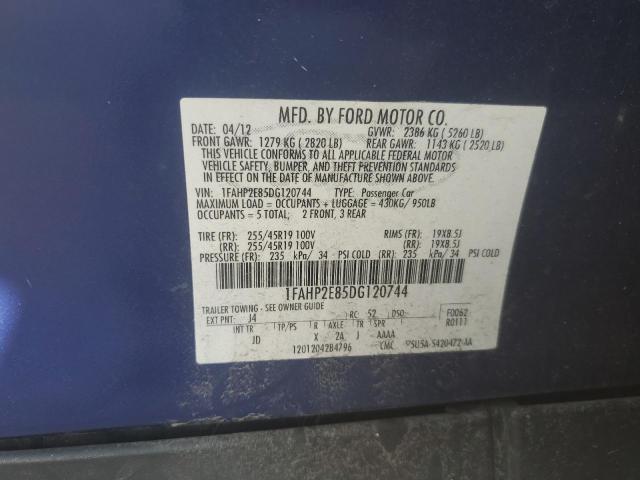 MFD. BY FORD MOTOR CO.
DATE: 04/12 GVWR: 2386 KG ( 5260 LB)
FRONT GAWR: 1279 KG ( 2820 LB) REAR GAWR: 1143 KG ( 2520 LB)
THIS VEHICLE CONFORMS TO ALL APPLICABLE FEDERAL MOTOR
VEHICLE SAFETY, BUMPER, AND THEFT PREVENTION STANDARDS
IN EFFECT ON THE DATE OF MANUFACTURE SHOWN ABOVE.
VIN: 1FAHP2E85DG120744 TYPE: Passenger Car
MAXIMUM LOAD = OCCUPANTS + LUGGAGE = 430KG/ 950LB
OCCUPANTS = 5 TOTAL; 2 FRONT, 3 REAR
TIRE (FR): 255/45R19 100V RIMS (FR): 19X8.5J
(RR): 255/45R19 100V (RR): 19X8.5J
PRESSURE (FR): 235 kPa/ 34 PSI COLD (RR): 235 kPa/ 34 PSI COLD
1FAHP2E85DG120744
TRAILER TOWING - SEE OWNER GUIDE
EXT PNT: J4 RC: 52 DSO: F0062
INT TR TP/PS R AXLE TR SPR R0111
JD X 2A J AAAA
12012042B4796 CMC